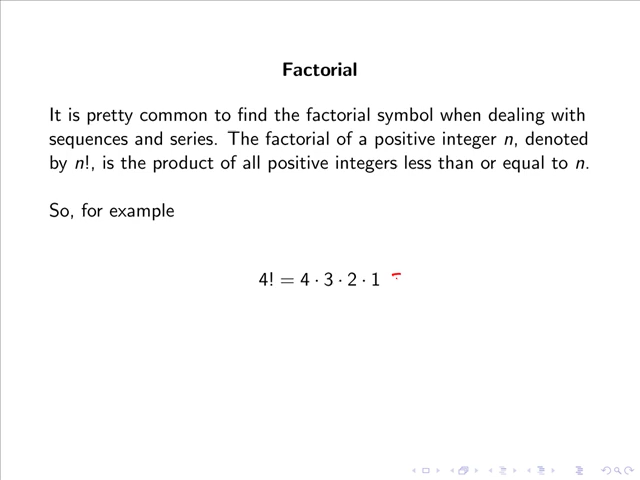 Factorial
It is pretty common to find the factorial symbol when dealing with
sequences and series. The factorial of a positive integer n, denoted
by n!, is the product of all positive integers less than or equal to n.
So, for example
4! = 4 · 3 · 2 · 1